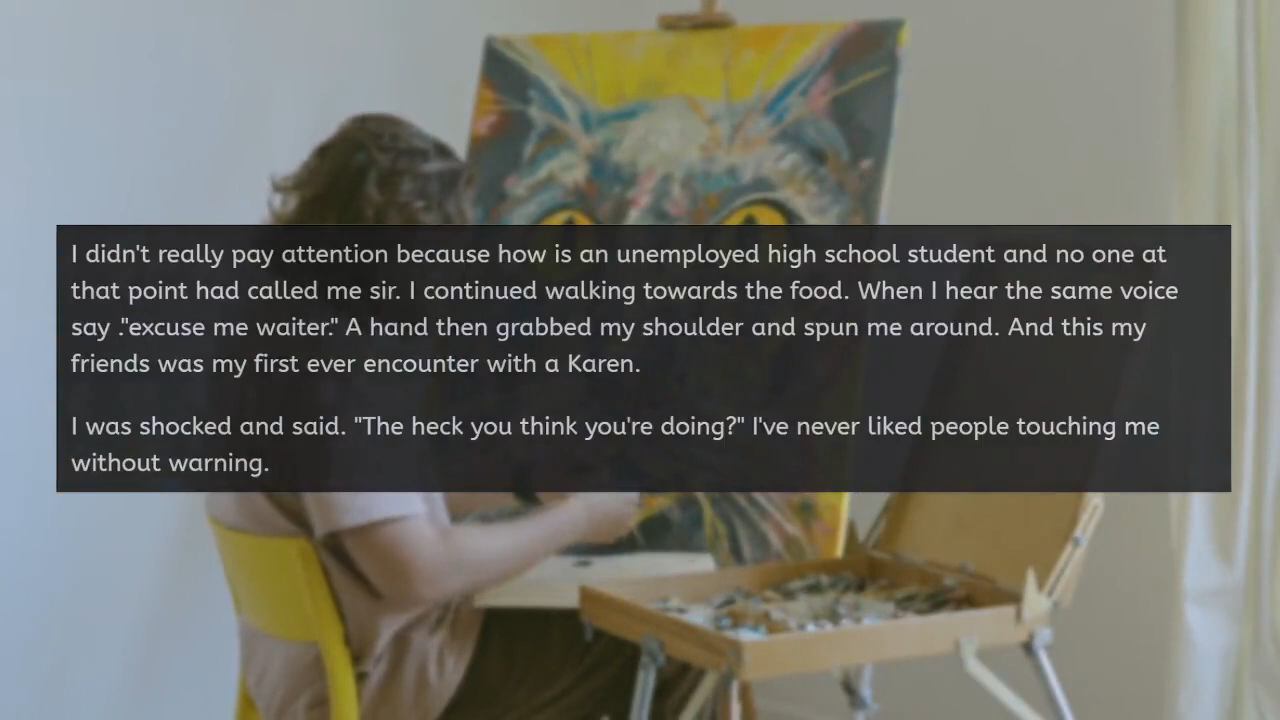 I didn't really pay attention because how is an unemployed high school student and no one at
that point had called me sir. I continued walking towards the food. When I hear the same voice
say ."excuse me waiter." A hand then grabbed my shoulder and spun me around. And this my
friends was my first ever encounter with a Karen.
I was shocked and said. "The heck you think you're doing?" I've never liked people touching me
without warning.